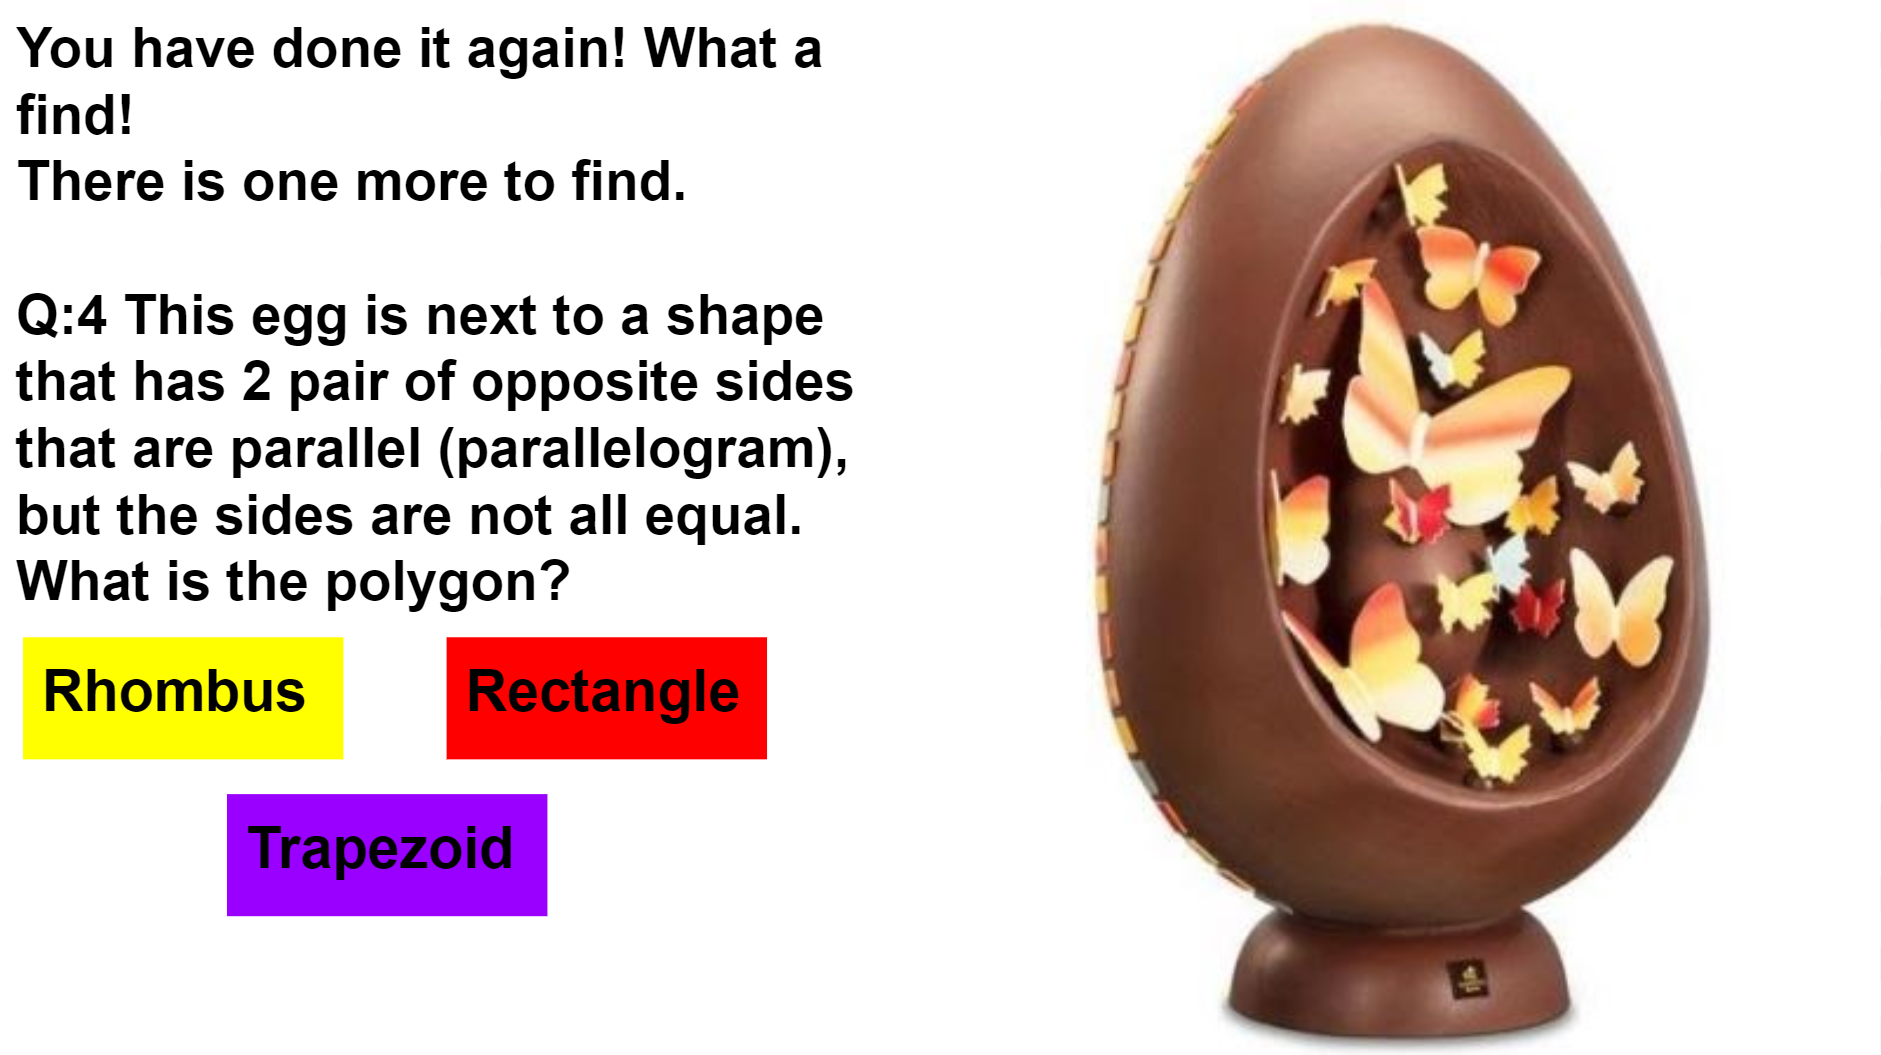 You have done it again! What a
find!
There is one more to find.
Q:4 This egg is next to a shape
that has 2 pair of opposite sides
that are parallel (parallelogram),
but the sides are not all equal.
What is the polygon?
Rhombus
Rectangle
Trapezoid